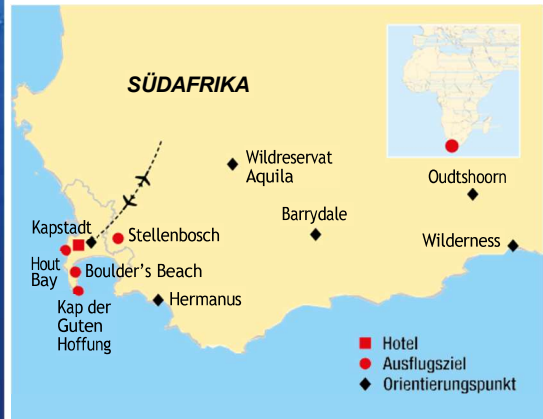 SÜDAFRIKA
Wildreservat
Aquila
Oudtshoorn
Barrydale
Kapstadt
Stellenbosch
Wilderness
Hout
Bay
Boulder's Beach
Hermanus
Kap der
Guten
Hoffung
Hotel
Ausflugsziel
Orientierungspunkt